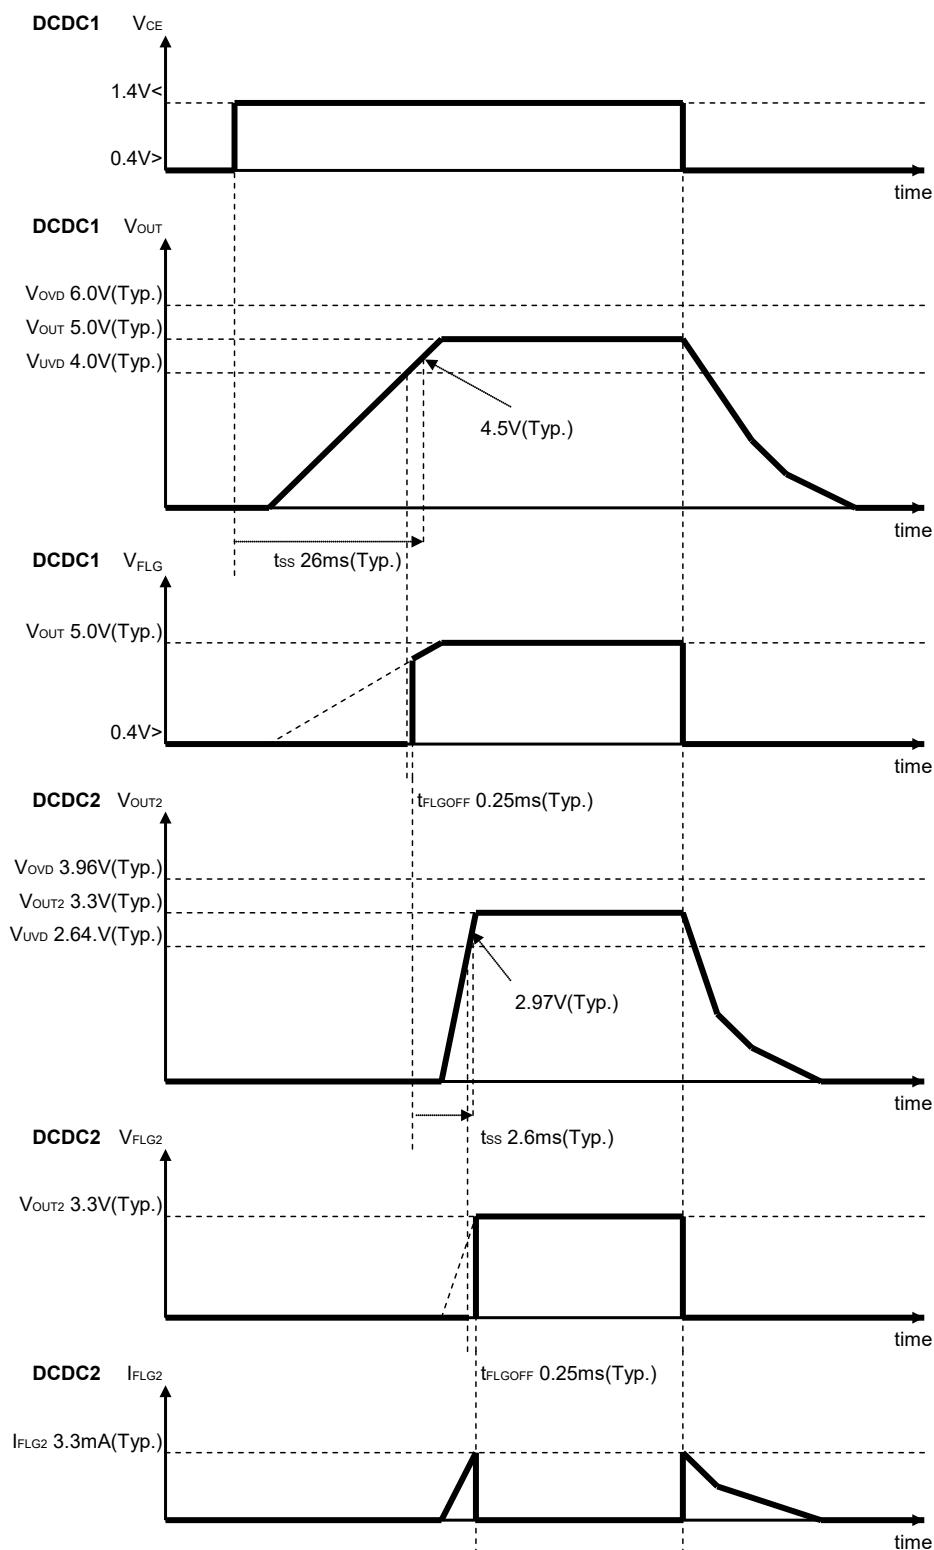 DCDC1 VCE
1.4V<
0.4V>
time
DCDC1 VOUT
VOVD 6.0V(Typ.)
VOUT 5.0V(Typ.)
VUVD 4.0V(Typ.)
4.5V(Typ.)
time
tSS 26ms(Typ.)
DCDC1 VFLG
VOUT 5.0V(Typ.)
0.4V>
time
tFLGOFF 0.25ms(Typ.)
DCDC2 VOUT2
VOVD 3.96V(Typ.)
VOUT2 3.3V(Typ.)
VUVD 2.64.V(Typ.)
2.97V(Typ.)
time
tSS 2.6ms(Typ.)
DCDC2 VFLG2
VOUT2 3.3V(Typ.)
time
tFLGOFF 0.25ms(Typ.)
DCDC2 IFLG2
IFLG2 3.3mA(Typ.)
time